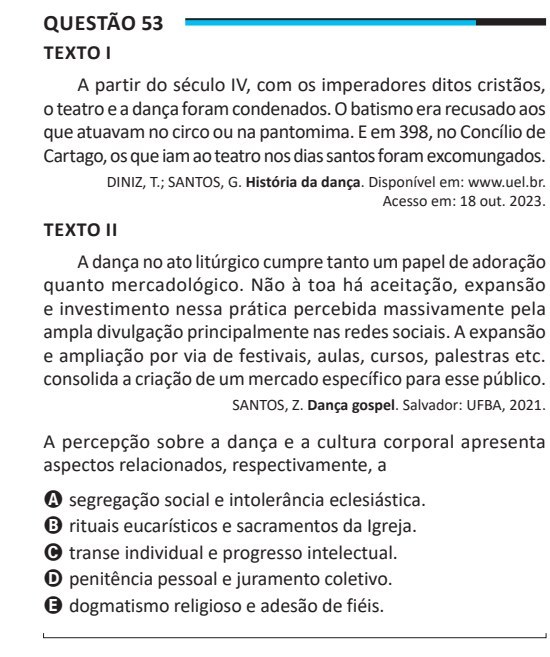 QUESTÃO 53
TEXTO I
A partir do século IV, com os imperadores ditos cristãos,
o teatro e a dança foram condenados. O batismo era recusado aos
que atuavam no circo ou na pantomima. E em 398, no Concílio de
Cartago, os que iam ao teatro nos dias santos foram excomungados.
DINIZ, T.; SANTOS, G. História da dança. Disponível em: www.uel.br.
Acesso em: 18 out. 2023.
TEXTO II
A dança no ato litúrgico cumpre tanto um papel de adoração
quanto mercadológico. Não à toa há aceitação, expansão
e investimento nessa prática percebida massivamente pela
ampla divulgação principalmente nas redes sociais. A expansão
e ampliação por via de festivais, aulas, cursos, palestras etc.
consolida a criação de um mercado específico para esse público.
SANTOS, Z. Dança gospel. Salvador: UFBA, 2021.
A percepção sobre a dança e a cultura corporal apresenta
aspectos relacionados, respectivamente, a
A segregação social e intolerância eclesiástica.
B rituais eucarísticos e sacramentos da Igreja.
C transe individual e progresso intelectual.
D penitência pessoal e juramento coletivo.
E dogmatismo religioso e adesão de fiéis.